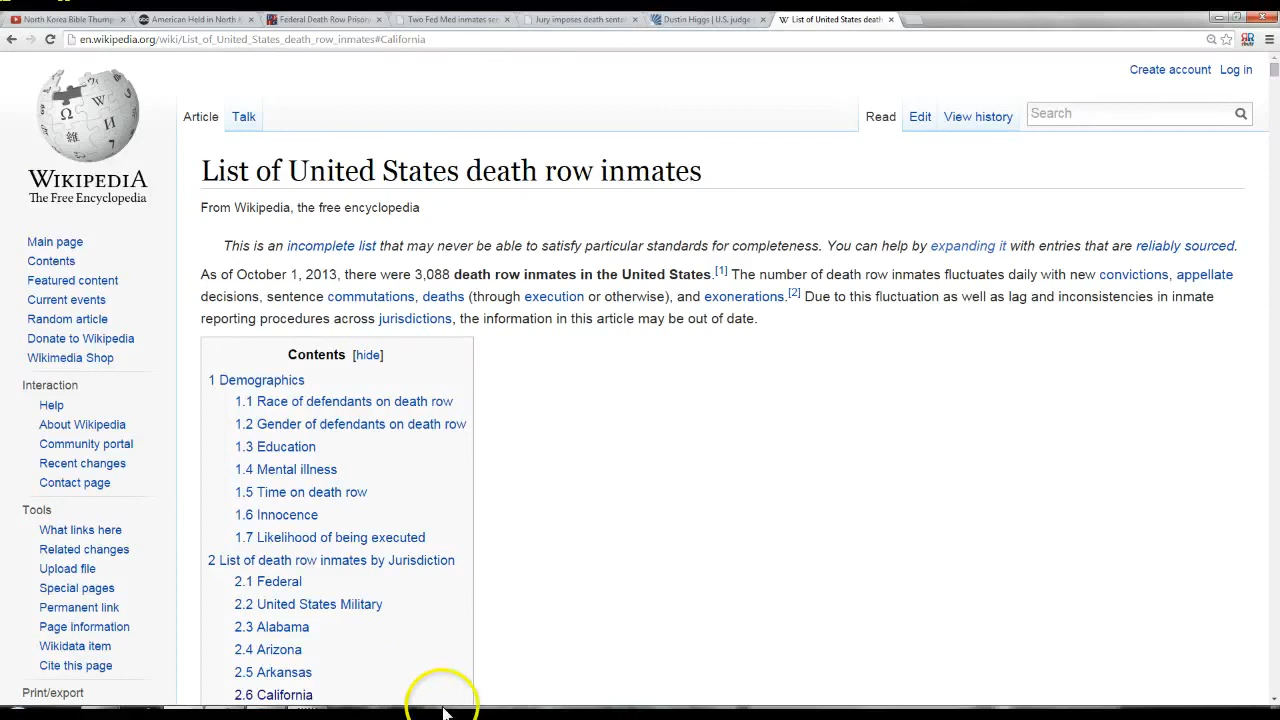 North Korea Bible Thump
American Held in North K
Federal Death Row Prison
Two Fed Med inmates sen
Jury imposes death senten
Dustin Higgs | U.S. judge
List of United States death
en.wikipedia.org/wiki/List_of_United_States_death_row_inmates#California
Create account Log in
Article Talk Read Edit View history Search
WIKIPEDIA
The Free Encyclopedia
List of United States death row inmates
From Wikipedia, the free encyclopedia
This is an incomplete list that may never be able to satisfy particular standards for completeness. You can help by expanding it with entries that are reliably sourced.
As of October 1, 2013, there were 3,088 death row inmates in the United States.[1] The number of death row inmates fluctuates daily with new convictions, appellate
decisions, sentence commutations, deaths (through execution or otherwise), and exonerations.[2] Due to this fluctuation as well as lag and inconsistencies in inmate
reporting procedures across jurisdictions, the information in this article may be out of date.
Contents [hide]
1 Demographics
1.1 Race of defendants on death row
1.2 Gender of defendants on death row
1.3 Education
1.4 Mental illness
1.5 Time on death row
1.6 Innocence
1.7 Likelihood of being executed
2 List of death row inmates by Jurisdiction
2.1 Federal
2.2 United States Military
2.3 Alabama
2.4 Arizona
2.5 Arkansas
2.6 California
Main page
Contents
Featured content
Current events
Random article
Donate to Wikipedia
Wikimedia Shop
Interaction
Help
About Wikipedia
Community portal
Recent changes
Contact page
Tools
What links here
Related changes
Upload file
Special pages
Permanent link
Page information
Wikidata item
Cite this page
Print/export